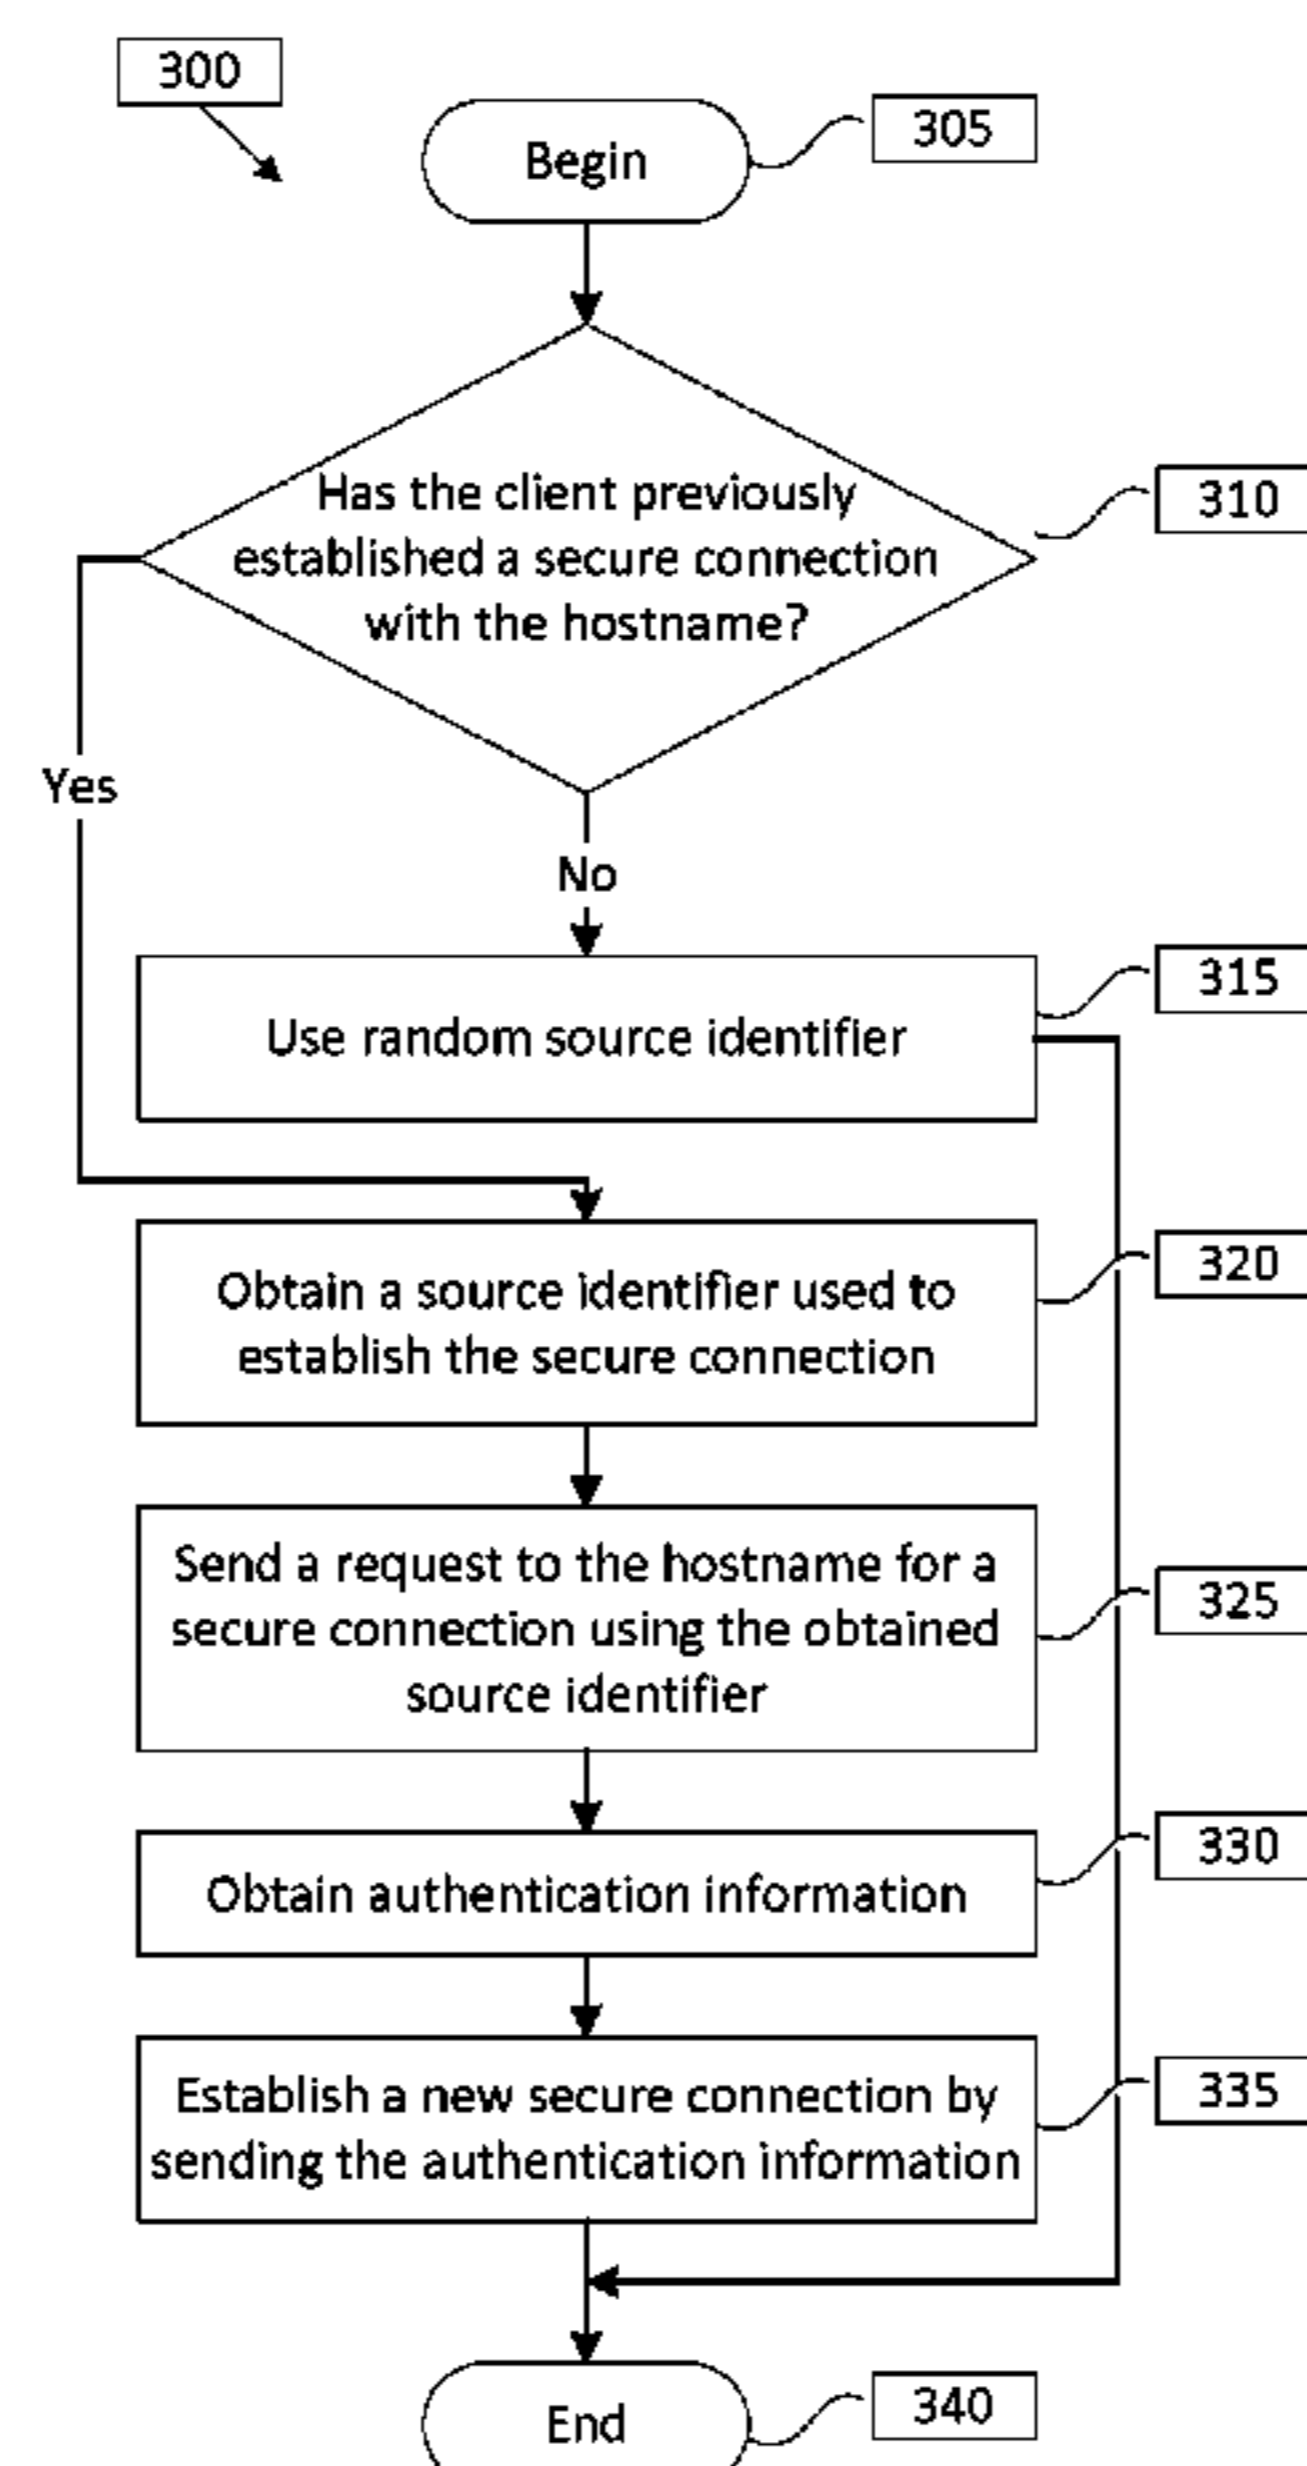 300
Begin
305
Has the client previously
established a secure connection
with the hostname?
310
Yes
No
Use random source identifier
315
Obtain a source identifier used to
establish the secure connection
320
Send a request to the hostname for a
secure connection using the obtained
source identifier
325
Obtain authentication information
330
Establish a new secure connection by
sending the authentication information
335
End
340